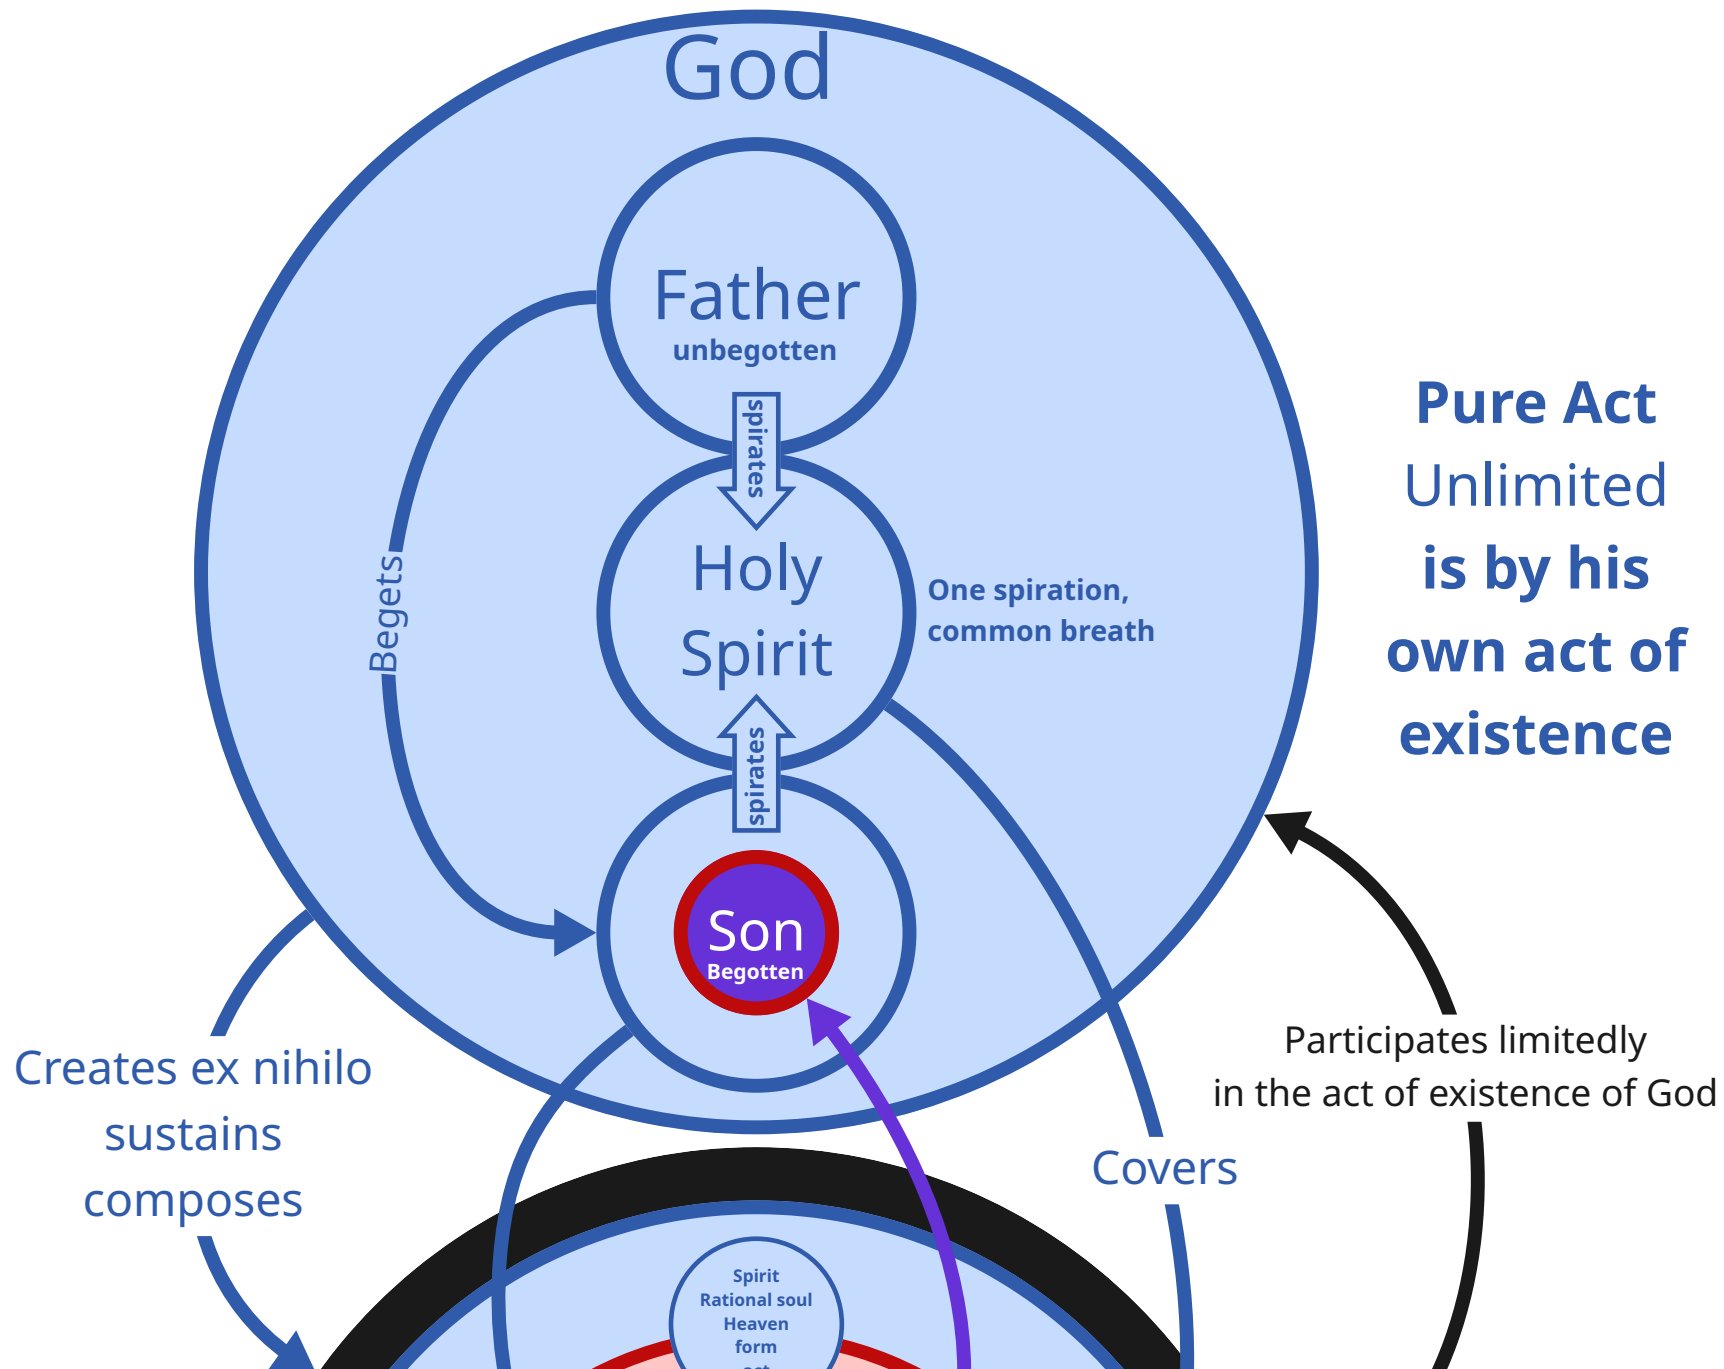 God
Father
unbegotten
spirates
Holy
Spirit
One spiration,
common breath
Begets
spirates
Son
Begotten
Pure Act
Unlimited
is by his
own act of
existence
Creates ex nihilo
sustains
composes
Participates limitedly
in the act of existence of God
Covers
Spirit
Rational soul
Heaven
form